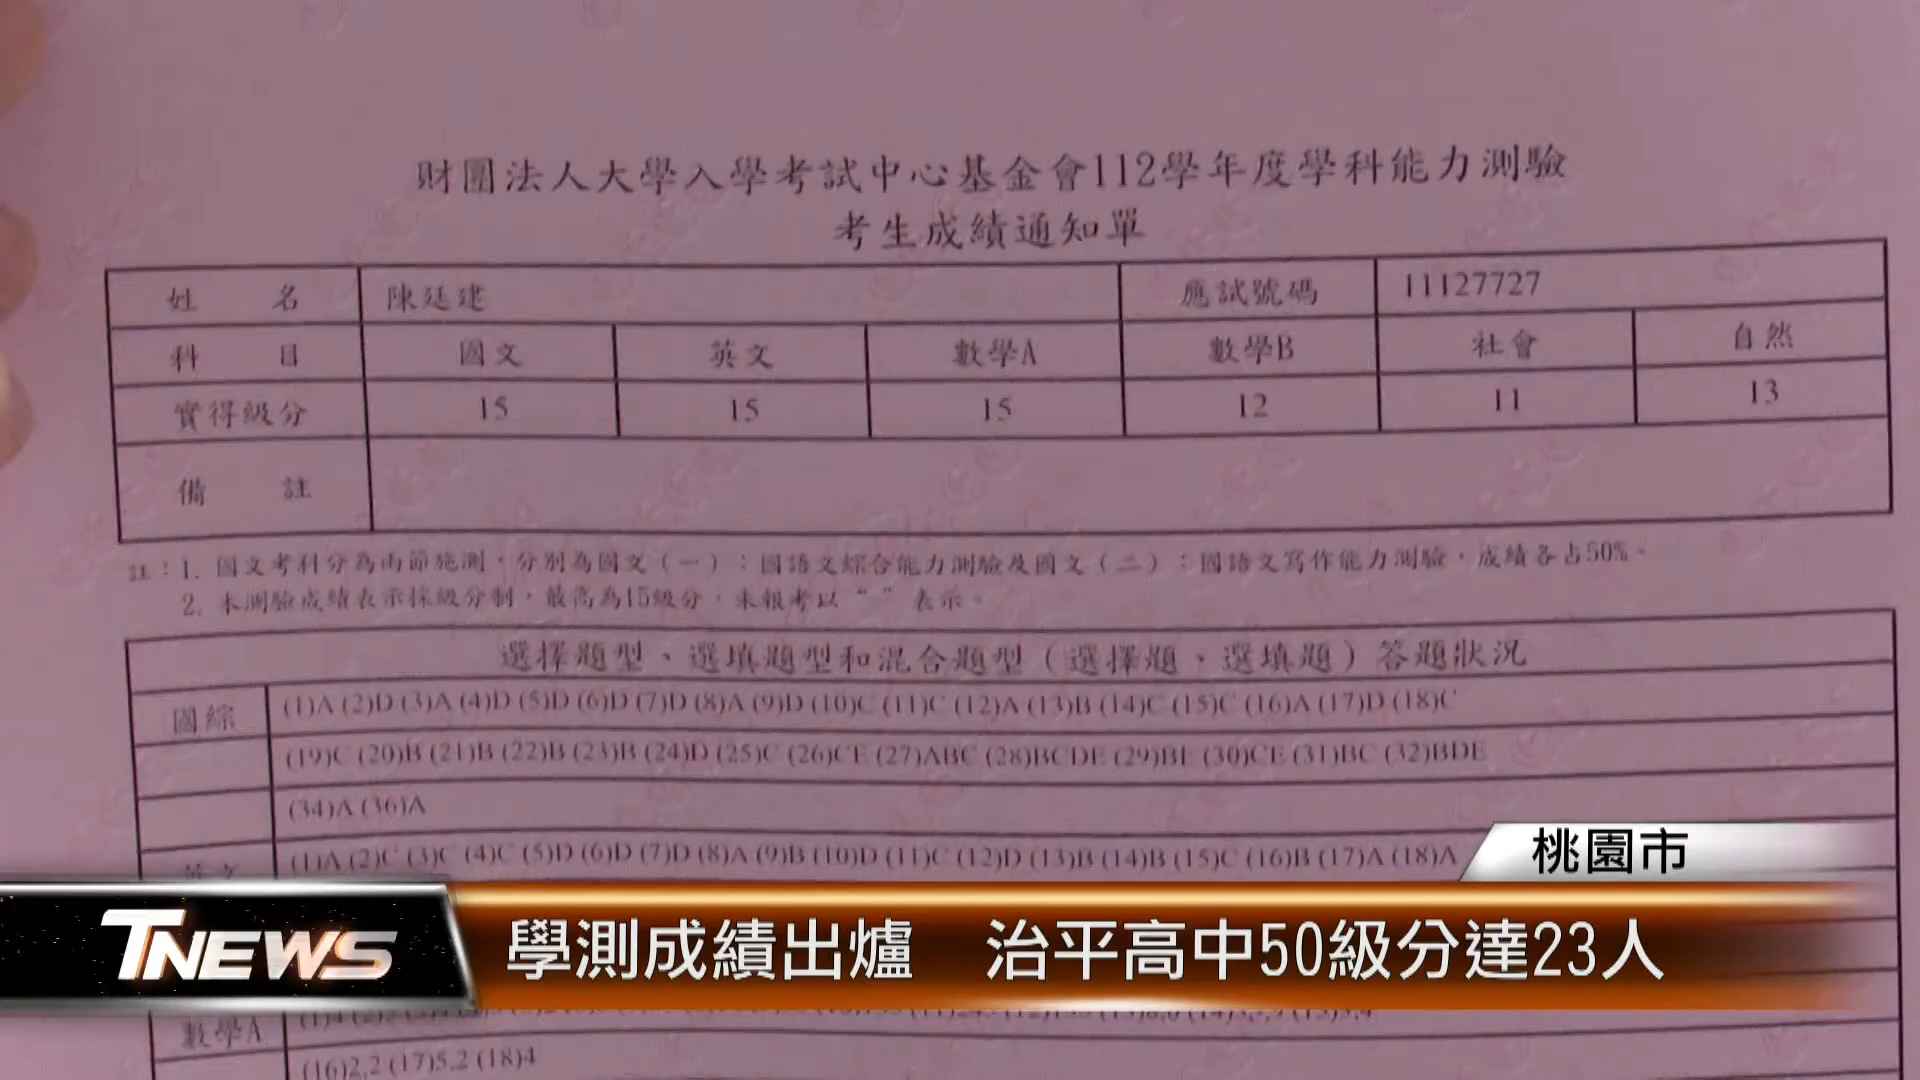 財團法人大學入學考試中心基金會112學年度學科能力測驗
考生成績通知單
姓名 陳廷建 應試號碼 11127727
科目 國文 英文 數學A 數學B 社會 自然
實得級分 15 15 15 12 11 13
備註
註：1. 國文考科分為兩節施測，分別為國文（一）：國語文綜合能力測驗及國文（二）：國語文寫作能力測驗，成績各占50%。
2. 本測驗成績表示採級分制，最高為15級分，未報考以“ ”表示。
選擇題型、選填題型和混合題型（選擇題、選填題）答題狀況
國綜 (1)A (2)D (3)A (4)D (5)D (6)D (7)D (8)A (9)D (10)C (11)C (12)A (13)B (14)C (15)C (16)A (17)D (18)C
(19)C (20)B (21)B (22)B (23)B (24)D (25)C (26)CE (27)ABC (28)BCDE (29)BE (30)CE (31)BC (32)BDE
(34)A (36)A
英文 (1)A (2)C (3)C (4)C (5)D (6)D (7)D (8)A (9)B (10)D (11)C (12)D (13)B (14)B (15)C (16)B (17)A (18)A
桃園市
TNEWS
學測成績出爐 治平高中50級分達23人
數學A
(16)2,2 (17)5,2 (18)4